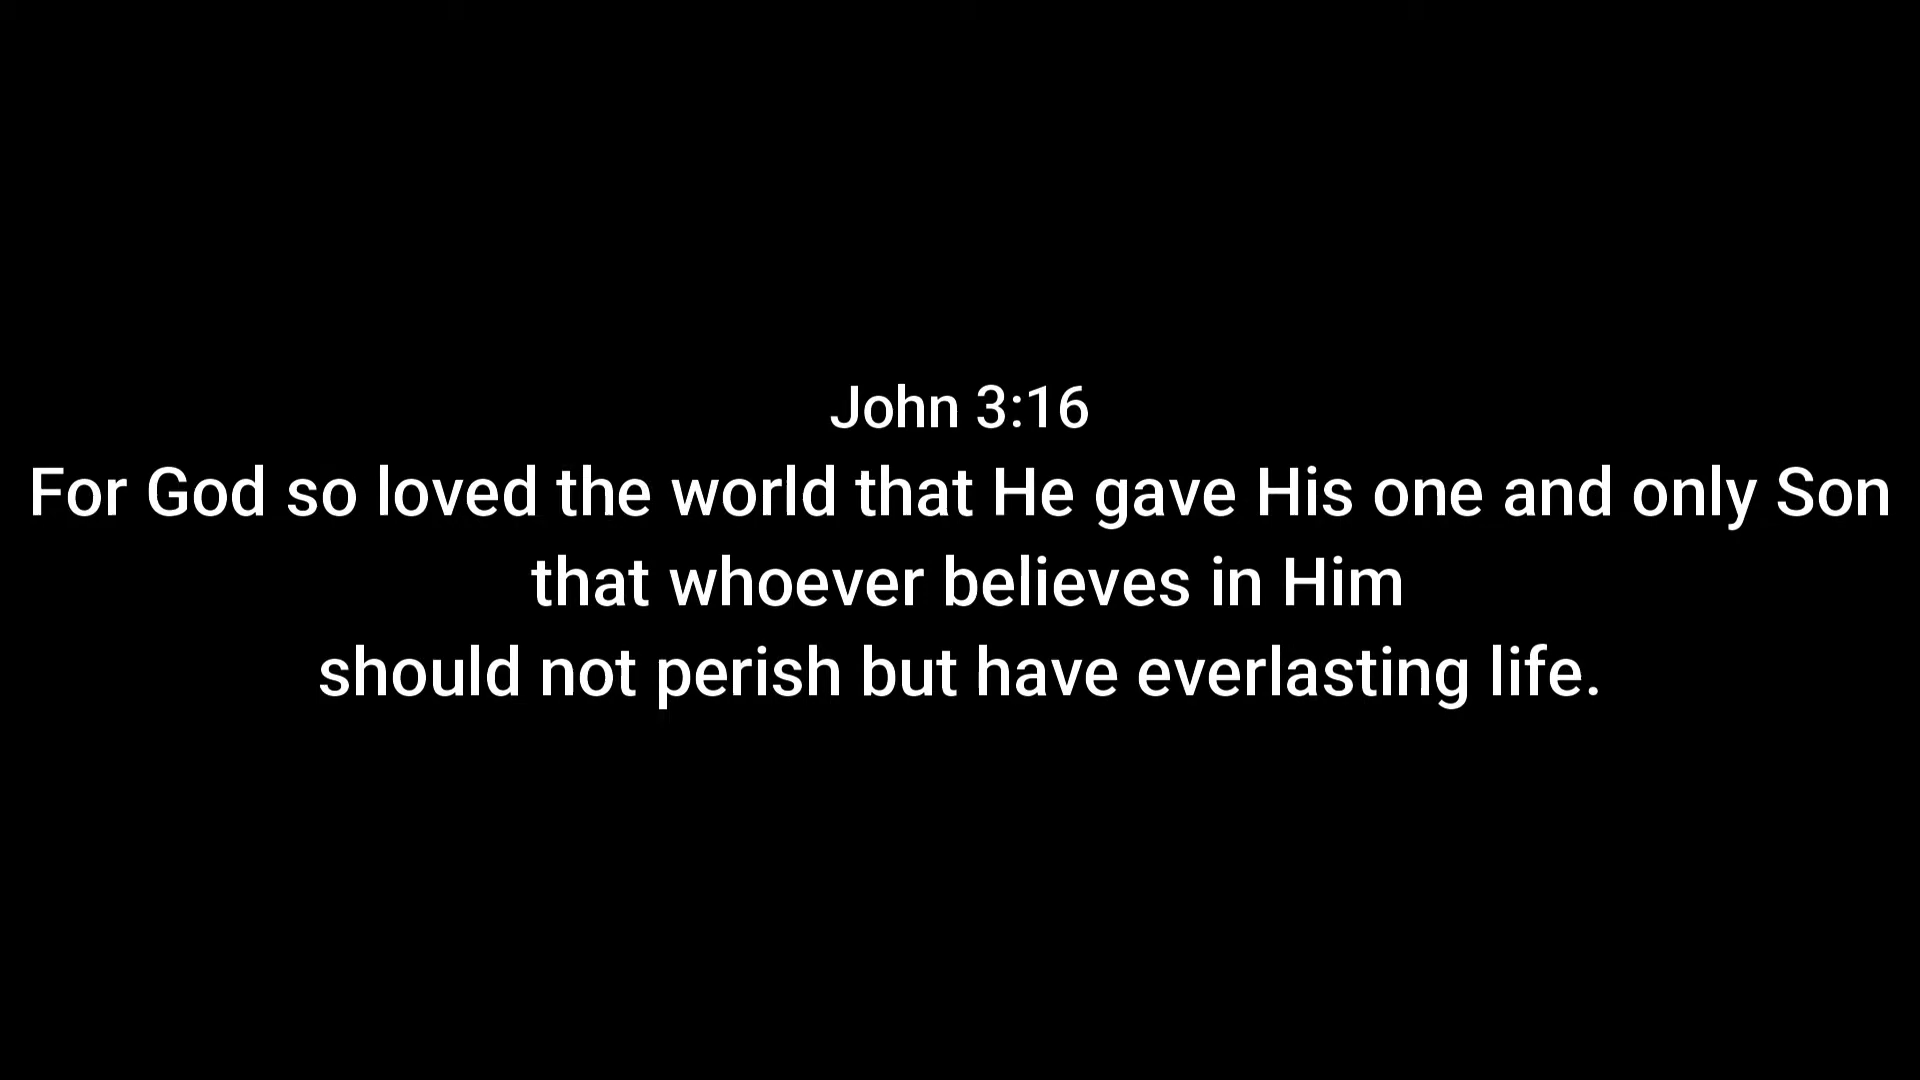 John 3:16
For God so loved the world that He gave His one and only Son
that whoever believes in Him
should not perish but have everlasting life.